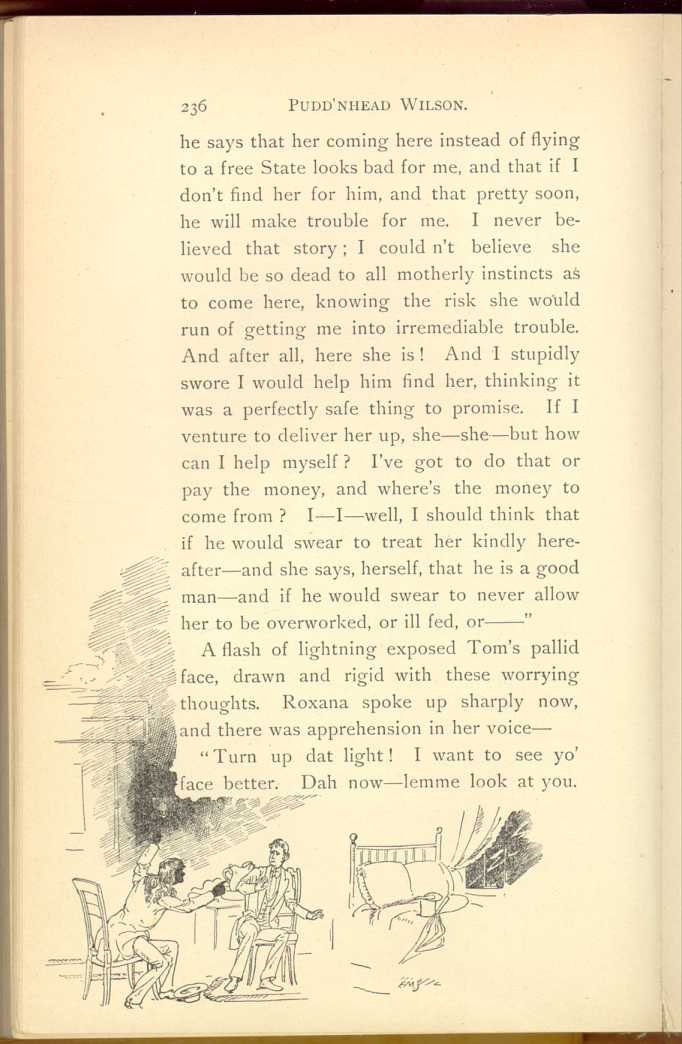 236 PUDD'NHEAD WILSON.
he says that her coming here instead of flying
to a free State looks bad for me, and that if I
don't find her for him, and that pretty soon,
he will make trouble for me. I never be-
lieved that story; I could n't believe she
would be so dead to all motherly instincts as
to come here, knowing the risk she would
run of getting me into irremediable trouble.
And after all, here she is! And I stupidly
swore I would help him find her, thinking it
was a perfectly safe thing to promise. If I
venture to deliver her up, she—she—but how
can I help myself? I've got to do that or
pay the money, and where's the money to
come from? I—I—well, I should think that
if he would swear to treat her kindly here-
after—and she says, herself, that he is a good
man—and if he would swear to never allow
her to be overworked, or ill fed, or——"
A flash of lightning exposed Tom's pallid
face, drawn and rigid with these worrying
thoughts. Roxana spoke up sharply now,
and there was apprehension in her voice—
"Turn up dat light! I want to see yo'
face better. Dah now—lemme look at you.